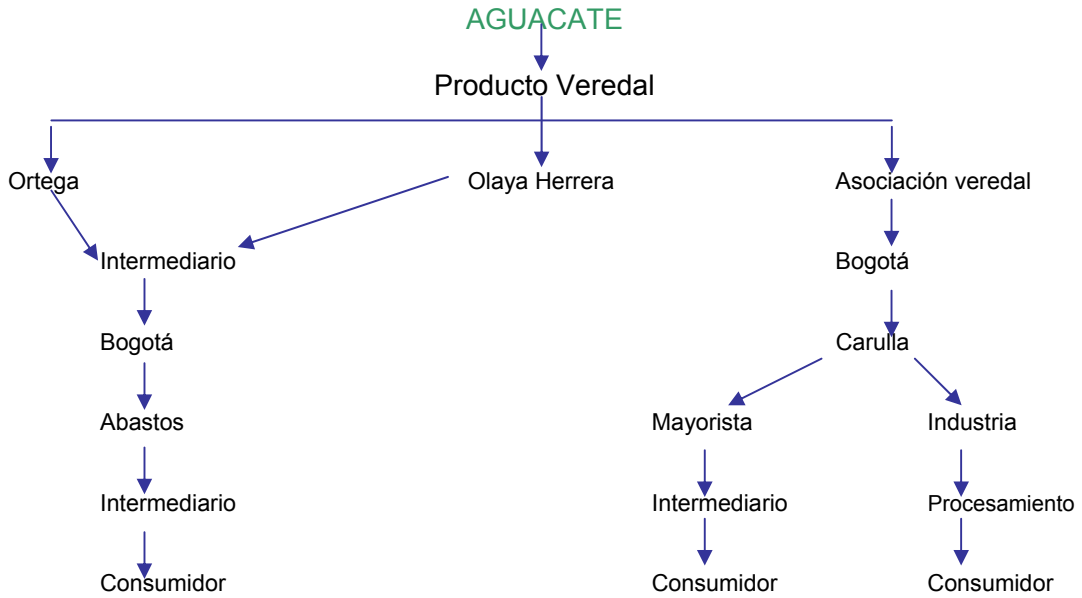 AGUACATE
Producto Veredal
Ortega Olaya Herrera Asociación veredal
Intermediario Bogotá
Bogotá Carulla
Abastos Mayorista Industria
Intermediario Intermediario Procesamiento
Consumidor Consumidor Consumidor